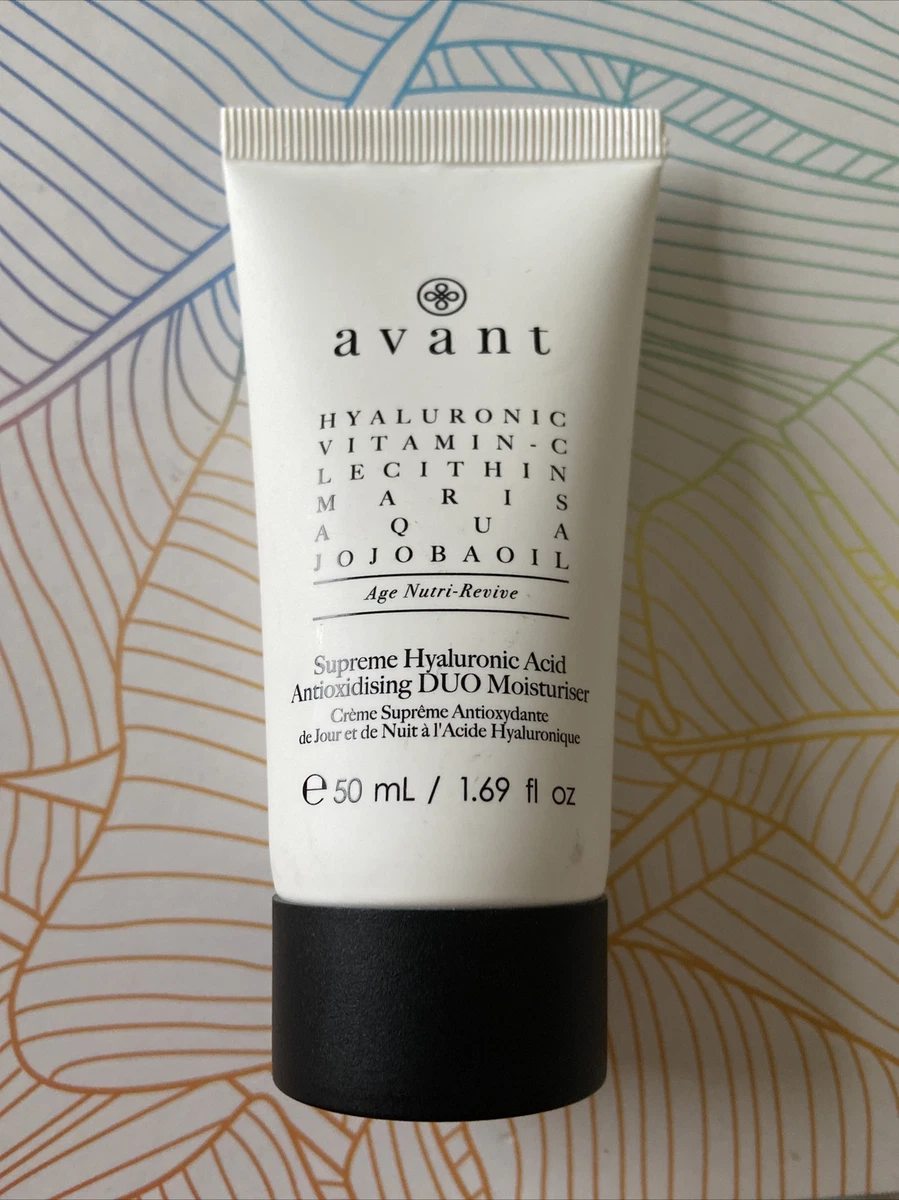 avant
HYALURONIC
VITAMIN-C
LECITHIN
MARIS
AQUA
JOJOBAOIL
Age Nutri-Revive
Supreme Hyaluronic Acid
Antioxidising DUO Moisturiser
Crème Suprême Antioxydante
de Jour et de Nuit à l'Acide Hyaluronique
℮ 50 mL / 1.69 fl oz